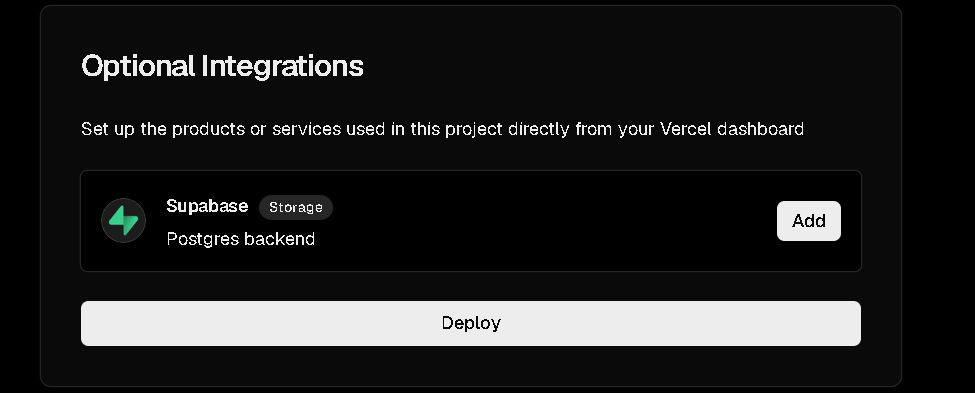 Optional Integrations
Set up the products or services used in this project directly from your Vercel dashboard
Supabase Storage
Postgres backend
Add
Deploy